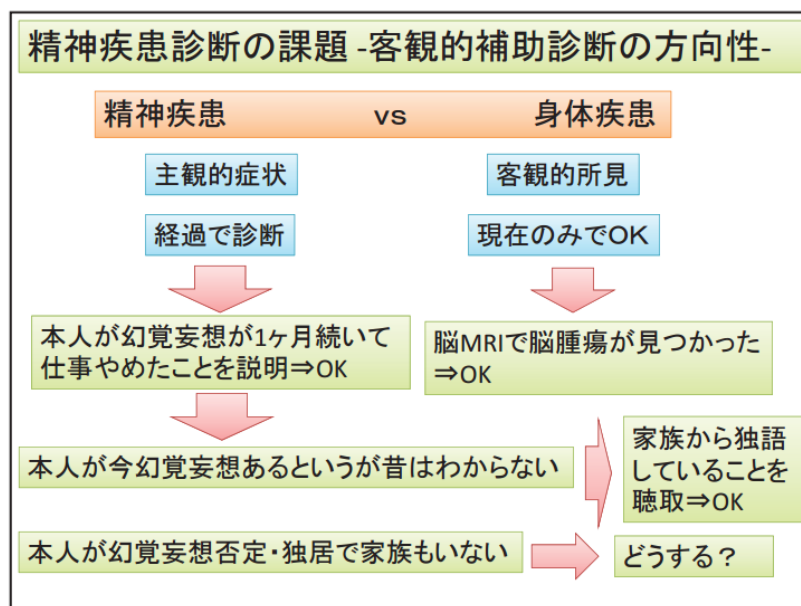 精神疾患診断の課題 -客観的補助診断の方向性-
精神疾患 vs 身体疾患
主観的症状
客観的所見
経過で診断
現在のみでOK
本人が幻覚妄想が1ヶ月続いて
仕事やめたことを説明⇒OK
脳MRIで脳腫瘍が見つかった
⇒OK
本人が今幻覚妄想あるというが昔はわからない
家族から独語
していることを
聴取⇒OK
本人が幻覚妄想否定・独居で家族もいない
どうする？